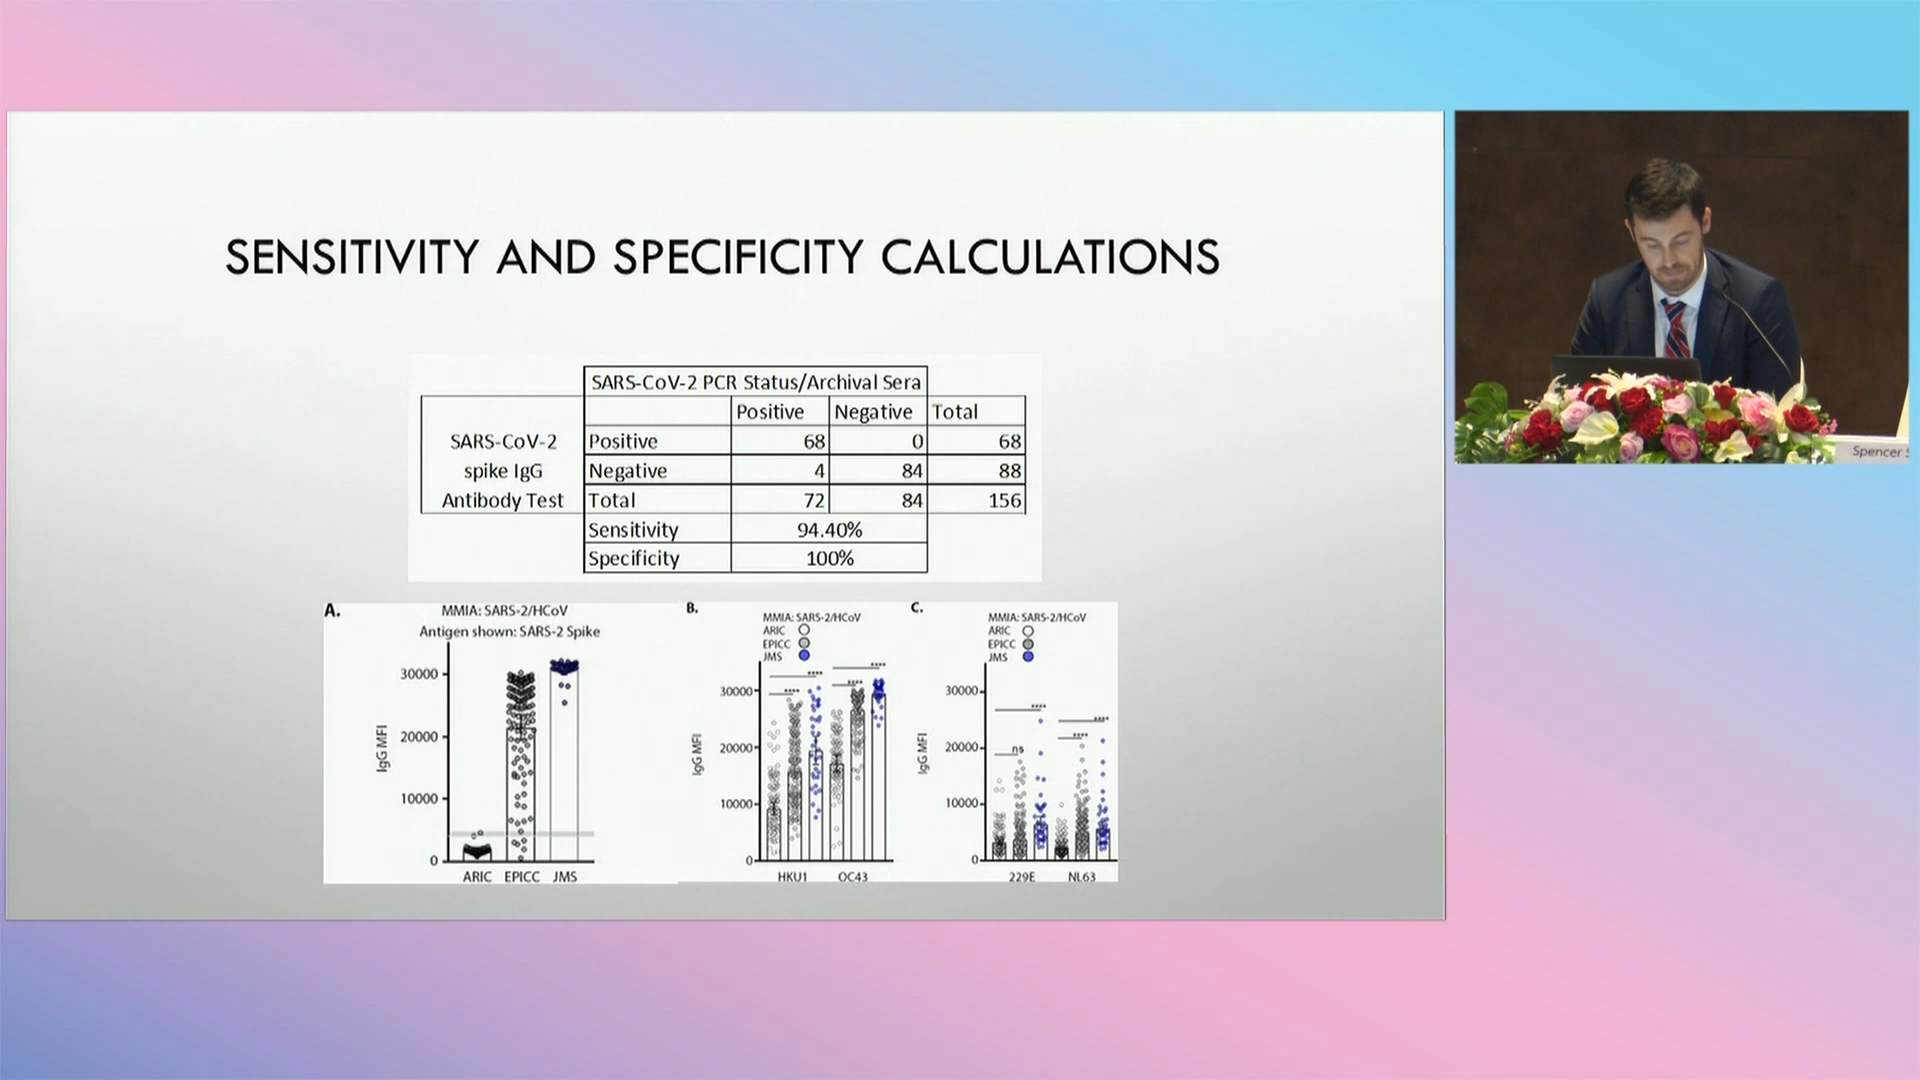 SENSITIVITY AND SPECIFICITY CALCULATIONS
SARS-CoV-2 PCR Status/Archival Sera
Positive Negative Total
SARS-CoV-2 Positive 68 0 68
spike IgG Negative 4 84 88
Antibody Test Total 72 84 156
Sensitivity 94.40%
Specificity 100%
A.
MMIA: SARS-2/HCoV
Antigen shown: SARS-2 Spike
IgG MFI
30000
20000
10000
0
ARIC EPICC JMS
B.
MMIA: SARS-2/HCoV
ARIC
EPICC
JMS
**** **** **** ****
IgG MFI
30000
20000
10000
0
HKU1 OC43
C.
MMIA: SARS-2/HCoV
ARIC
EPICC
JMS
ns **** **** ****
IgG MFI
30000
20000
10000
0
229E NL63
Spencer